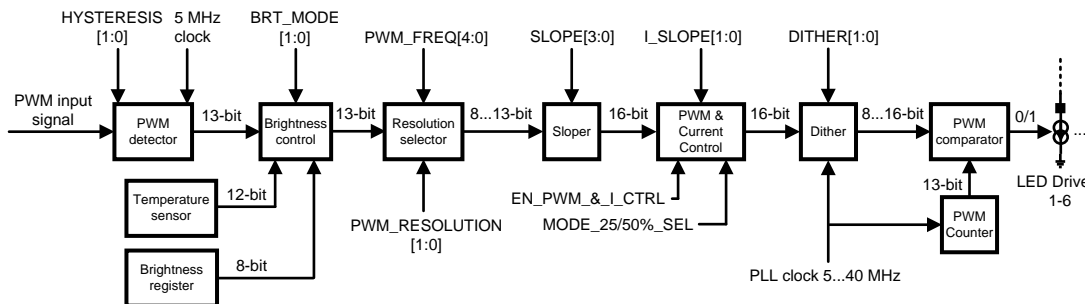 HYSTERESIS
[1:0]
5 MHz
clock
BRT_MODE
[1:0]
PWM_FREQ[4:0]
SLOPE[3:0]
I_SLOPE[1:0]
DITHER[1:0]
PWM input
signal
PWM
detector
13-bit
Brightness
control
13-bit
Resolution
selector
8...13-bit
Sloper
16-bit
PWM &
Current
Control
16-bit
Dither
8...16-bit
PWM
comparator
0/1
...
LED Drive
1-6
Temperature
sensor
12-bit
Brightness
register
8-bit
PWM_RESOLUTION
[1:0]
EN_PWM_&_I_CTRL
MODE_25/50%_SEL
13-bit
PWM
Counter
PLL clock 5...40 MHz